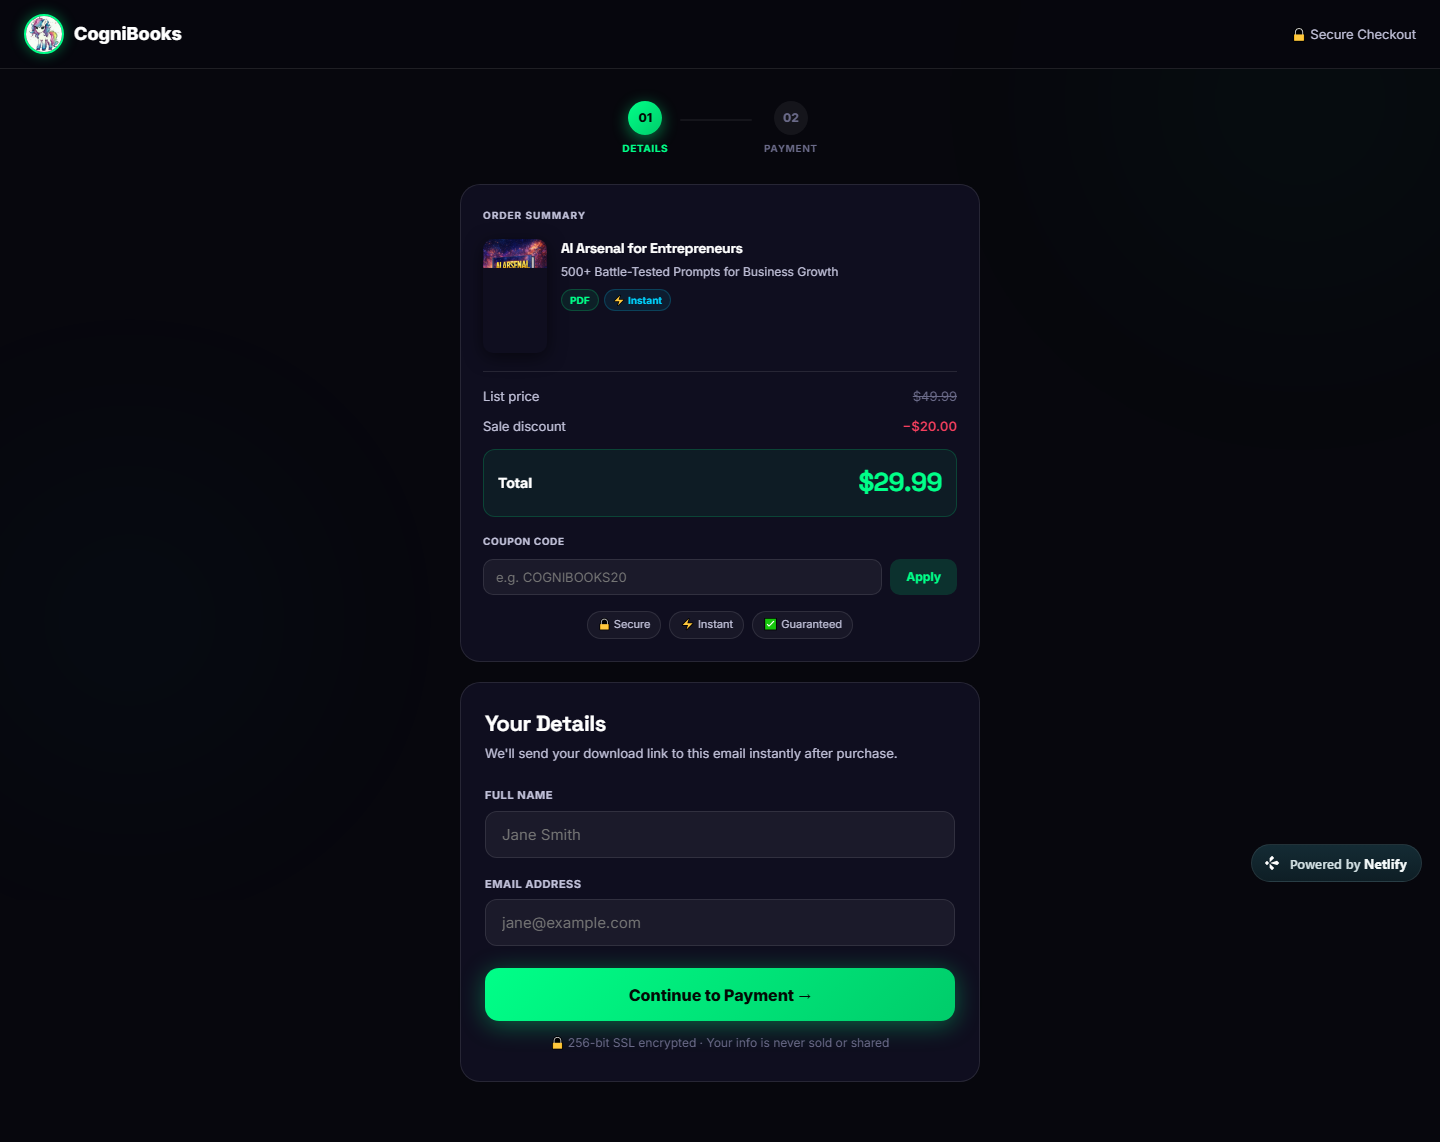 CogniBooks
🔒 Secure Checkout
01
02
DETAILS
PAYMENT
ORDER SUMMARY
AI ARSENAL
AI Arsenal for Entrepreneurs
500+ Battle-Tested Prompts for Business Growth
PDF
⚡ Instant
List price
$49.99
Sale discount
−$20.00
Total
$29.99
COUPON CODE
e.g. COGNIBOOKS20
Apply
🔒 Secure
⚡ Instant
✅ Guaranteed
Your Details
We'll send your download link to this email instantly after purchase.
FULL NAME
Jane Smith
EMAIL ADDRESS
jane@example.com
Continue to Payment →
🔒 256-bit SSL encrypted · Your info is never sold or shared
Powered by Netlify